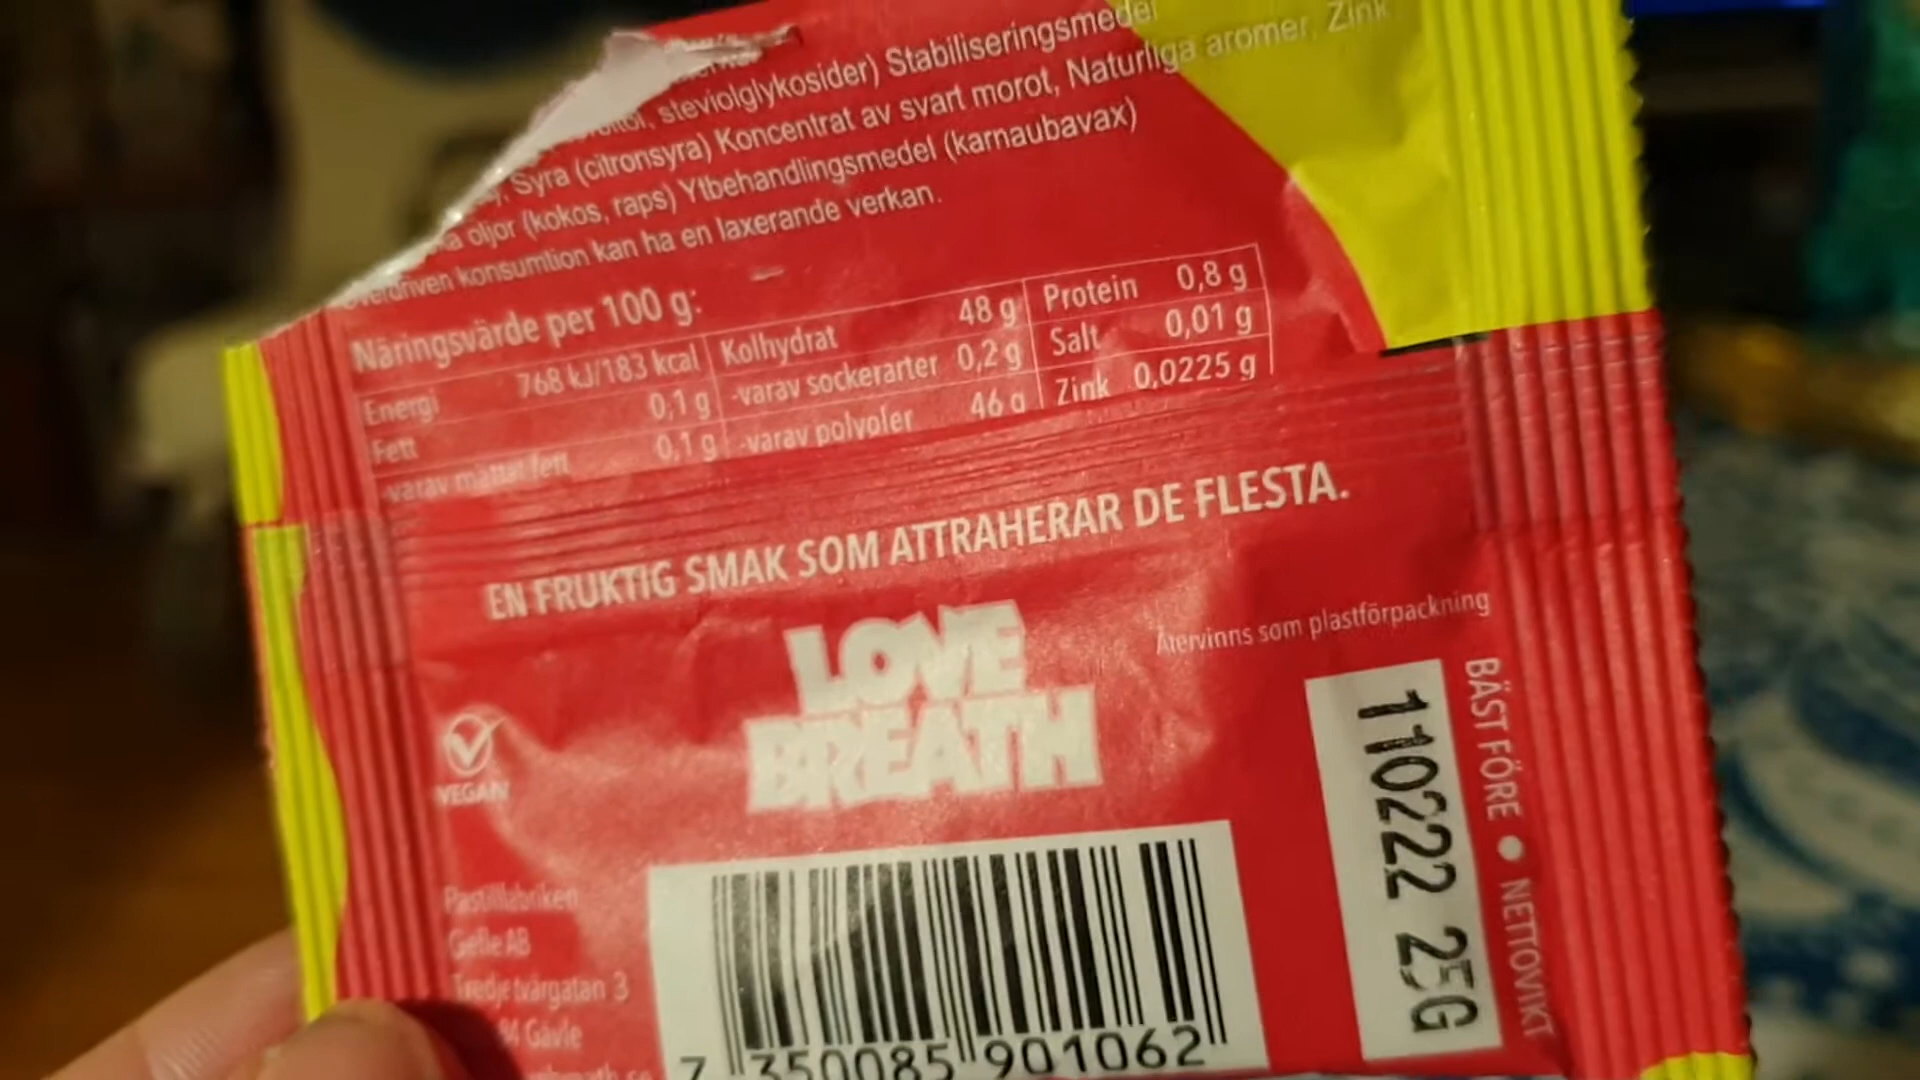 steviolglykosider) Stabiliseringsmedel
Syra (citronsyra) Koncentrat av svart morot, Naturliga aromer, Zink
oljor (kokos, raps) Ytbehandlingsmedel (karnaubavax)
konsumtion kan ha en laxerande verkan.
Näringsvärde per 100 g:
Energi 768 kJ/183 kcal Kolhydrat 48 g Protein 0,8 g
Fett 0,1 g -varav sockerarter 0,2 g Salt 0,01 g
-varav mättat fett 0,1 g -varav polyoler 46 g Zink 0,0225 g
EN FRUKTIG SMAK SOM ATTRAHERAR DE FLESTA.
LOVE
BREATH
Återvinns som plastförpackning
VEGAN
BÄST FÖRE • NETTOVIKT
110222 25G
Pastillfabriken
Gefle AB
Tredje tvärgatan 3
Gävle
7 350085 901062